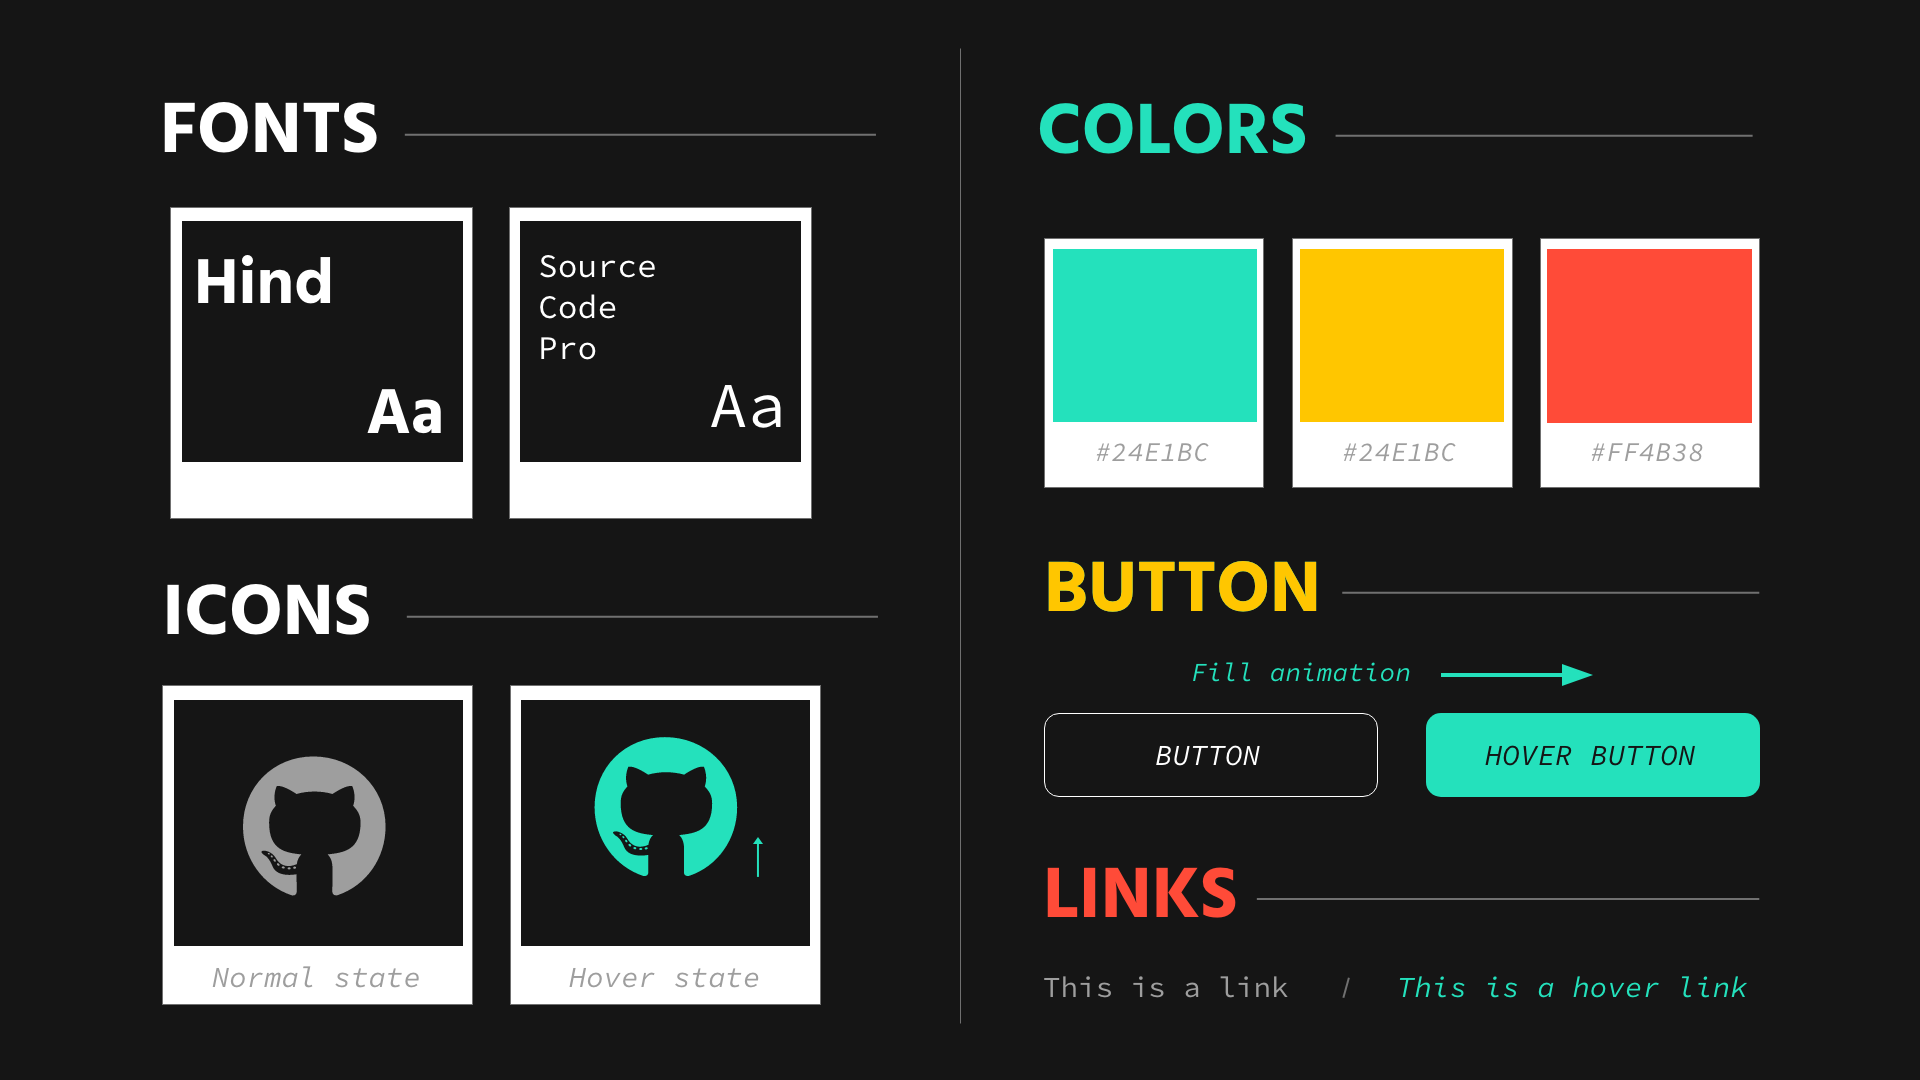 FONTS
Hind
Aa
Source
Code
Pro
Aa
ICONS
Normal state
Hover state
COLORS
#24E1BC
#24E1BC
#FF4B38
BUTTON
Fill animation
BUTTON
HOVER BUTTON
LINKS
This is a link / This is a hover link